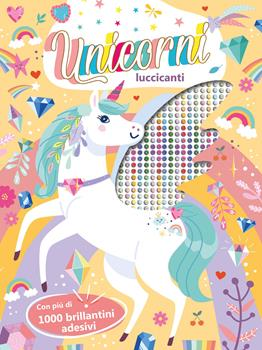 Unicorni
luccicanti
Con più di
1000 brillantini
adesivi